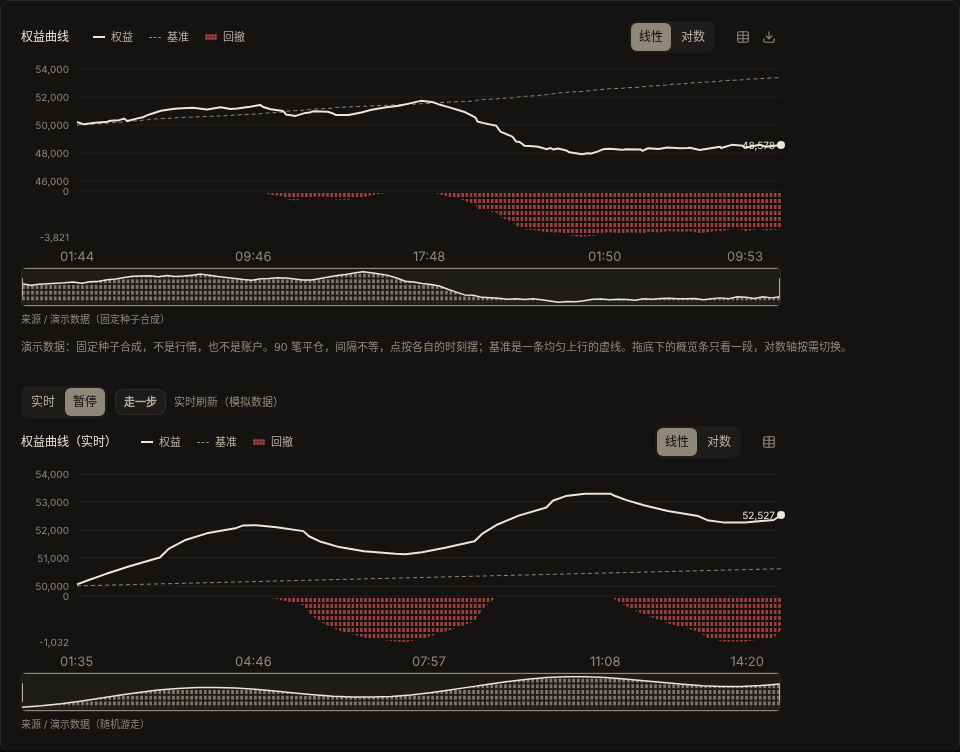 权益曲线 权益 基准 回撤 线性 对数
54,000
52,000
50,000
48,000
46,000
0
-3,821
48,578
01:44 09:46 17:48 01:50 09:53
来源 / 演示数据（固定种子合成）
演示数据：固定种子合成，不是行情，也不是账户。90 笔平仓，间隔不等，点按各自的时刻摆；基准是一条均匀上行的虚线。拖底下的概览条只看一段，对数轴按需切换。
实时 暂停 走一步 实时刷新（模拟数据）
权益曲线（实时） 权益 基准 回撤 线性 对数
54,000
53,000
52,527
52,000
51,000
50,000
0
-1,032
01:35 04:46 07:57 11:08 14:20
来源 / 演示数据（随机游走）